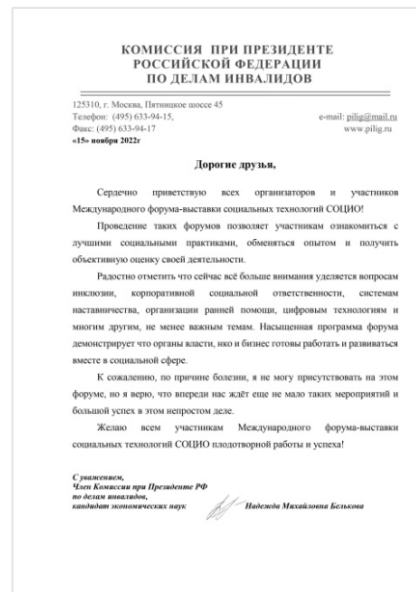 КОМИССИЯ ПРИ ПРЕЗИДЕНТЕ
РОССИЙСКОЙ ФЕДЕРАЦИИ
ПО ДЕЛАМ ИНВАЛИДОВ
125310, г. Москва, Пятницкое шоссе 45
Телефон: (495) 633-94-15, e-mail: pilig@mail.ru
Факс: (495) 633-94-17 www.pilig.ru
«15» ноября 2022г
Дорогие друзья,
Сердечно приветствую всех организаторов и участников
Международного форума-выставки социальных технологий СОЦИО!
Проведение таких форумов позволяет участникам ознакомиться с
лучшими социальными практиками, обменяться опытом и получить
объективную оценку своей деятельности.
Радостно отметить что сейчас всё больше внимания уделяется вопросам
инклюзии, корпоративной социальной ответственности, системам
наставничества, организации ранней помощи, цифровым технологиям и
многим другим, не менее важным темам. Насыщенная программа форума
демонстрирует что органы власти, нко и бизнес готовы работать и развиваться
вместе в социальной сфере.
К сожалению, по причине болезни, я не могу присутствовать на этом
форуме, но я верю, что впереди нас ждёт еще не мало таких мероприятий и
большой успех в этом непростом деле.
Желаю всем участникам Международного форума-выставки
социальных технологий СОЦИО плодотворной работы и успеха!
С уважением,
Член Комиссии при Президенте РФ
по делам инвалидов,
кандидат экономических наук Надежда Михайловна Белькова